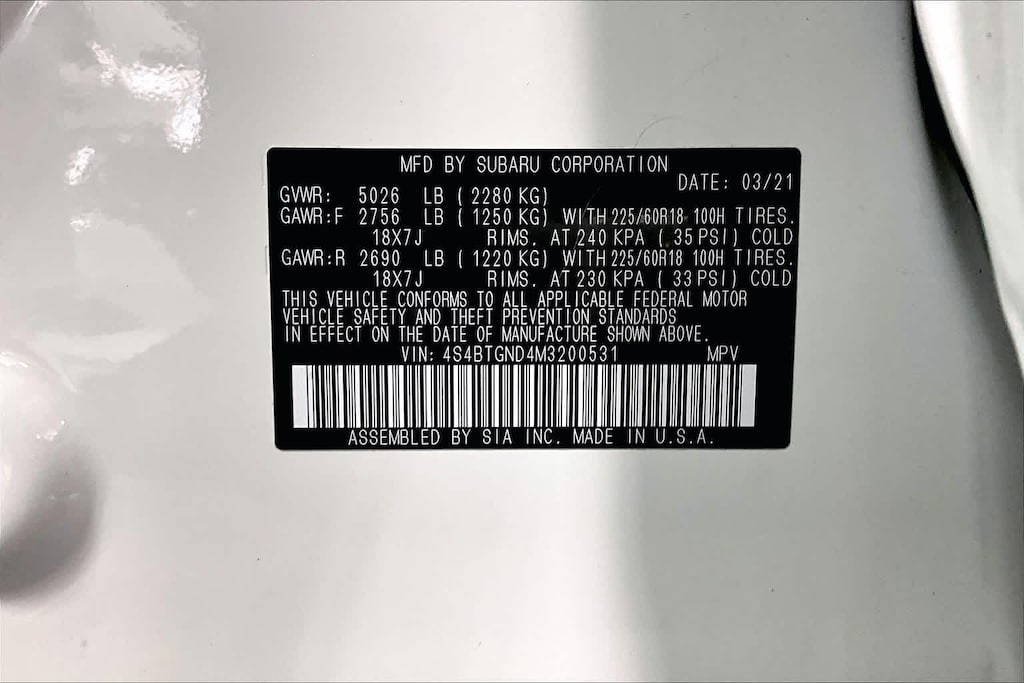 MFD BY SUBARU CORPORATION
DATE: 03/21
GVWR: 5026 LB (2280 KG)
GAWR:F 2756 LB (1250 KG) WITH 225/60R18 100H TIRES.
18X7J RIMS. AT 240 KPA (35 PSI) COLD
GAWR:R 2690 LB (1220 KG) WITH 225/60R18 100H TIRES.
18X7J RIMS. AT 230 KPA (33 PSI) COLD
THIS VEHICLE CONFORMS TO ALL APPLICABLE FEDERAL MOTOR
VEHICLE SAFETY AND THEFT PREVENTION STANDARDS
IN EFFECT ON THE DATE OF MANUFACTURE SHOWN ABOVE.
VIN: 4S4BTGND4M3200531 MPV
ASSEMBLED BY SIA INC. MADE IN U.S.A.